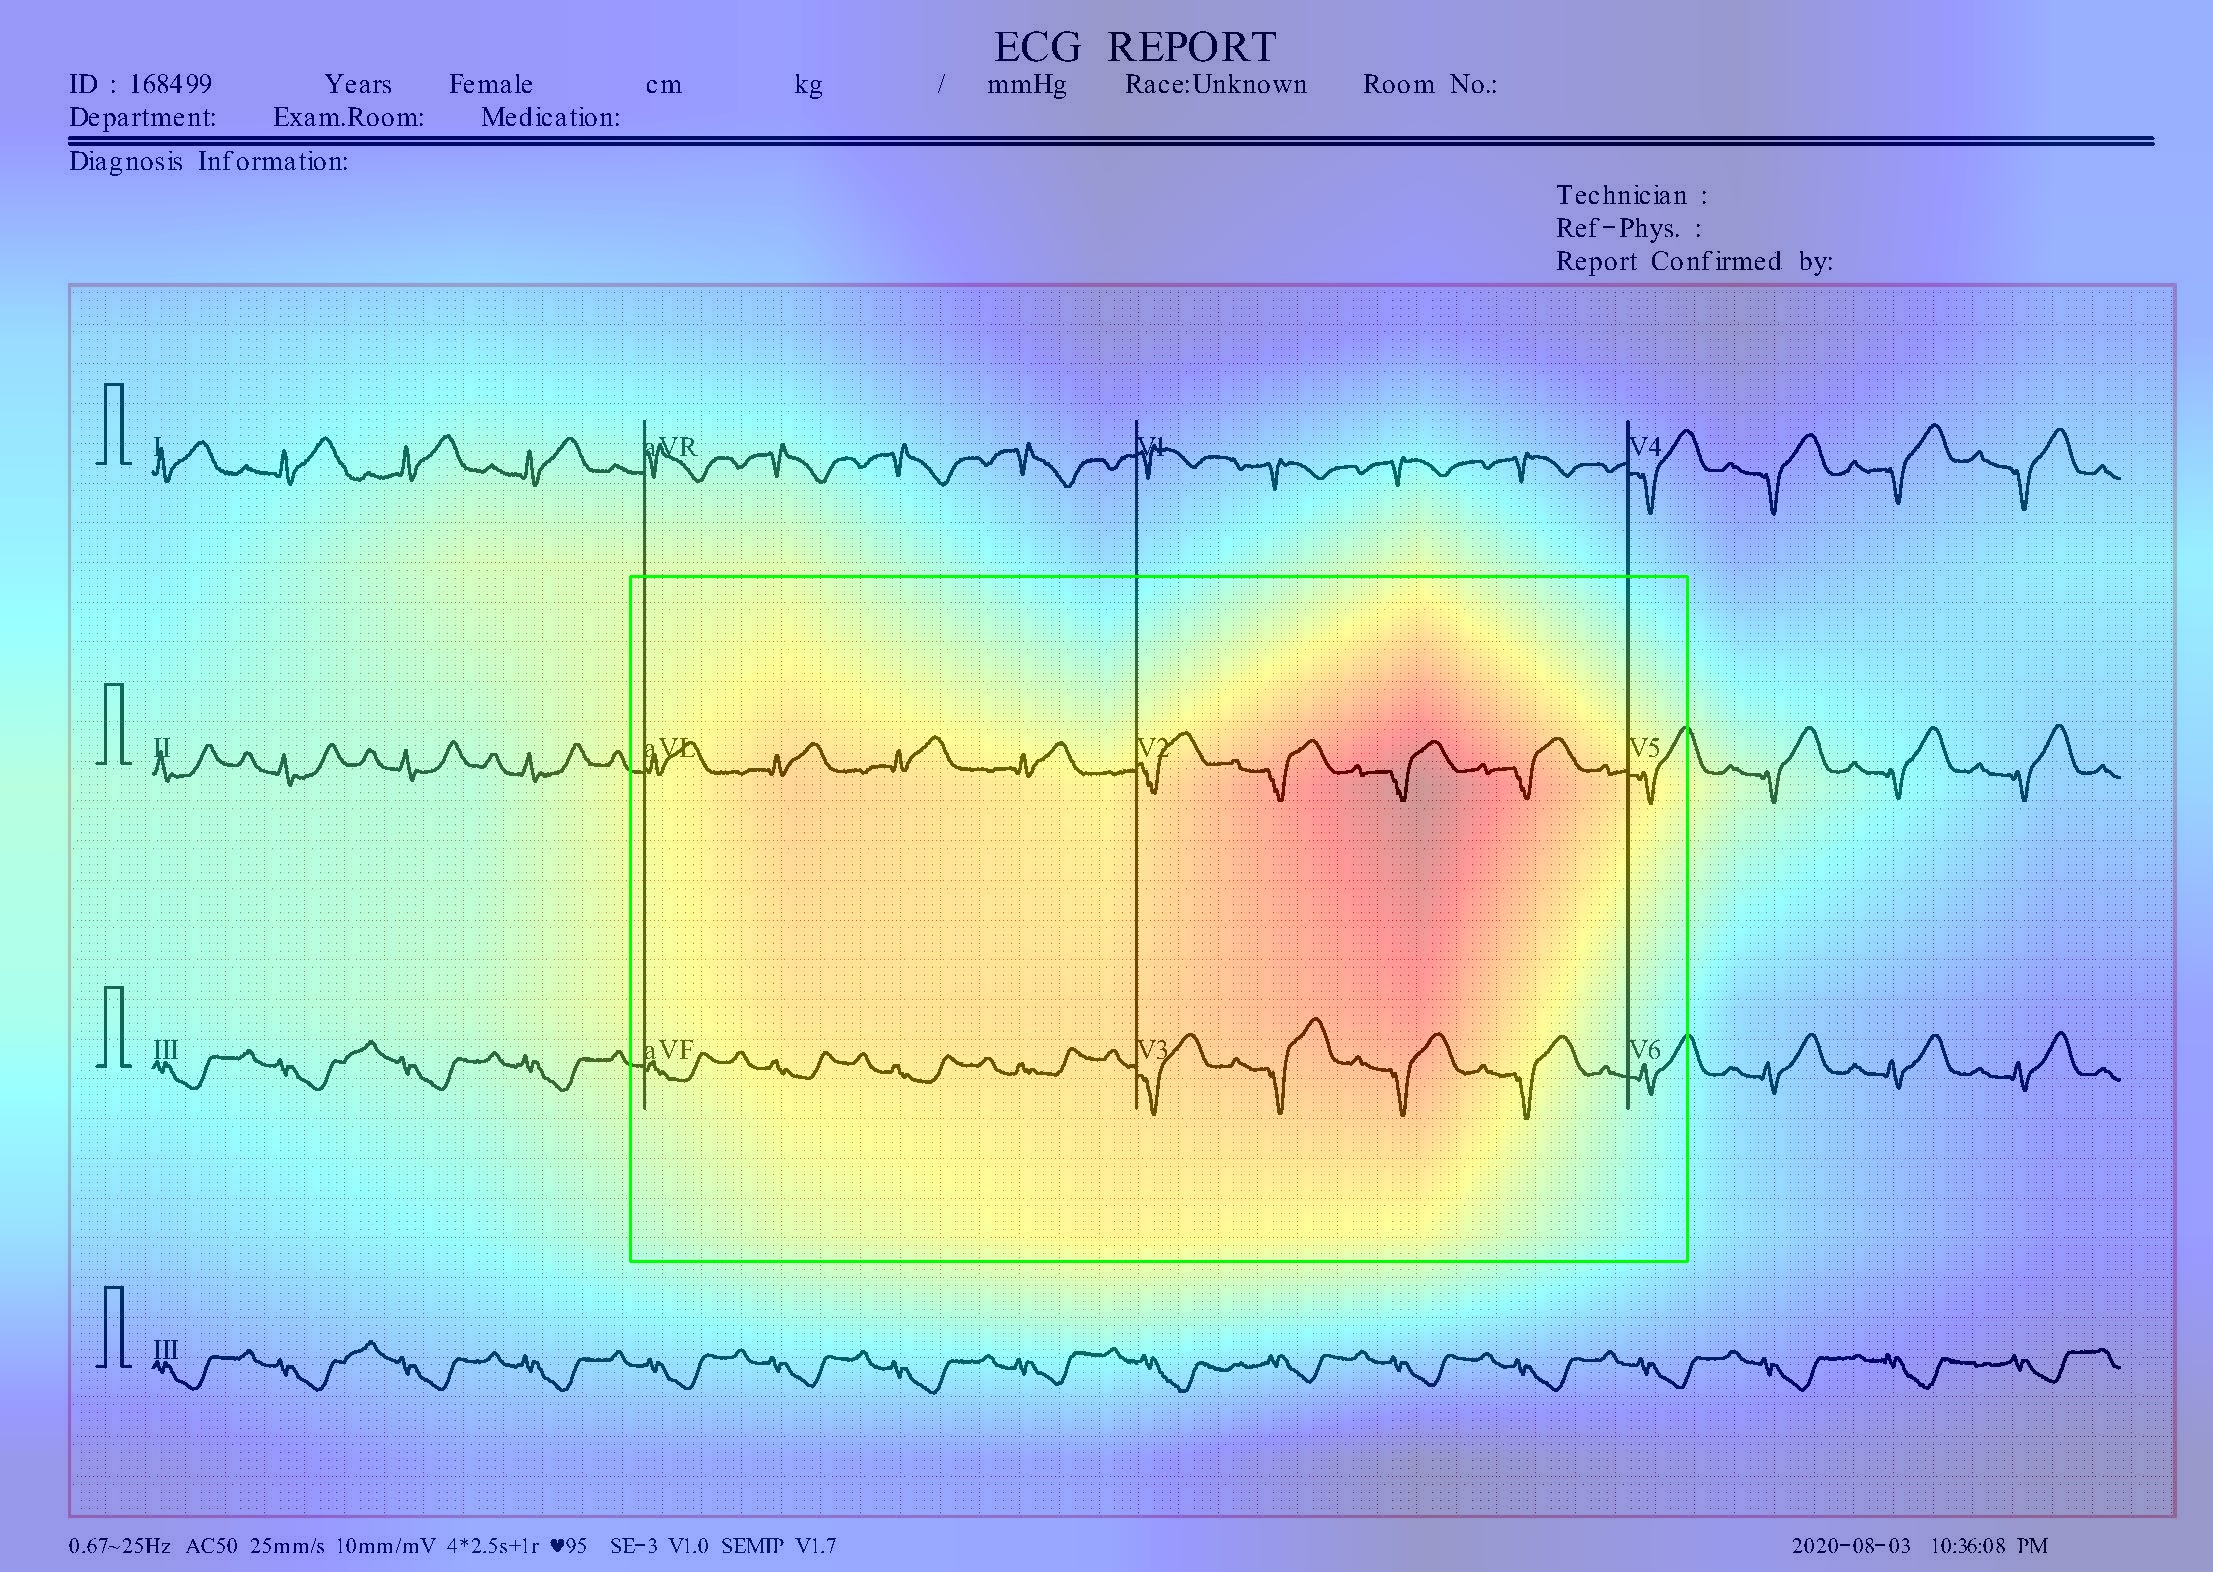 ECG REPORT
ID : 168499 Years Female cm kg / mmHg Race:Unknown Room No.:
Department: Exam.Room: Medication:
Diagnosis Information:
Technician :
Ref-Phys. :
Report Confirmed by:
I aVR V1 V4
II aVL V2 V5
III aVF V3 V6
III
0.67~25Hz AC50 25mm/s 10mm/mV 4*2.5s+1r ♥95 SE-3 V1.0 SEMIP V1.7 2020-08-03 10:36:08 PM